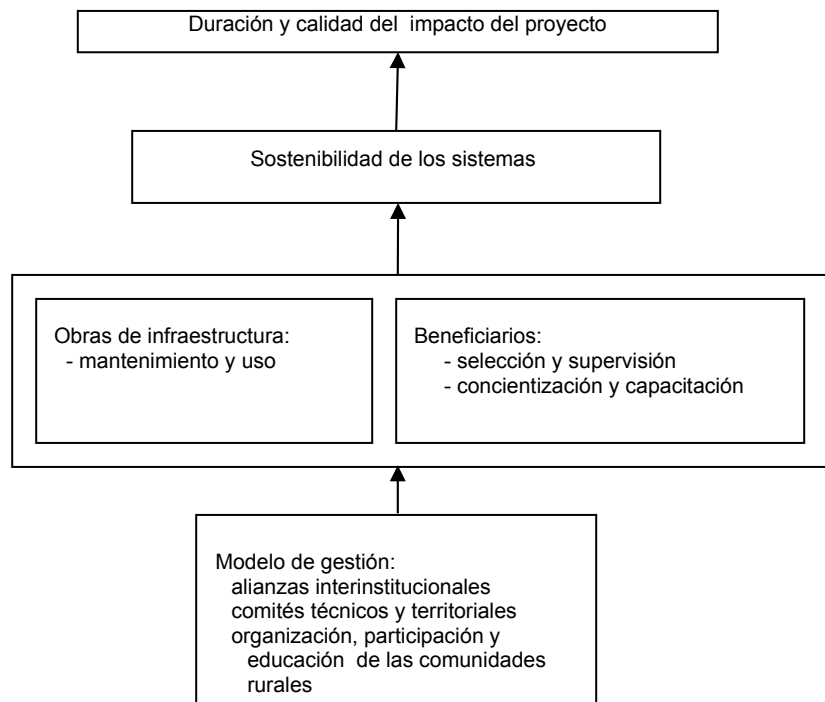 Duración y calidad del impacto del proyecto
Sostenibilidad de los sistemas
Obras de infraestructura:
- mantenimiento y uso
Beneficiarios:
- selección y supervisión
- concientización y capacitación
Modelo de gestión:
alianzas interinstitucionales
comités técnicos y territoriales
organización, participación y
educación de las comunidades
rurales